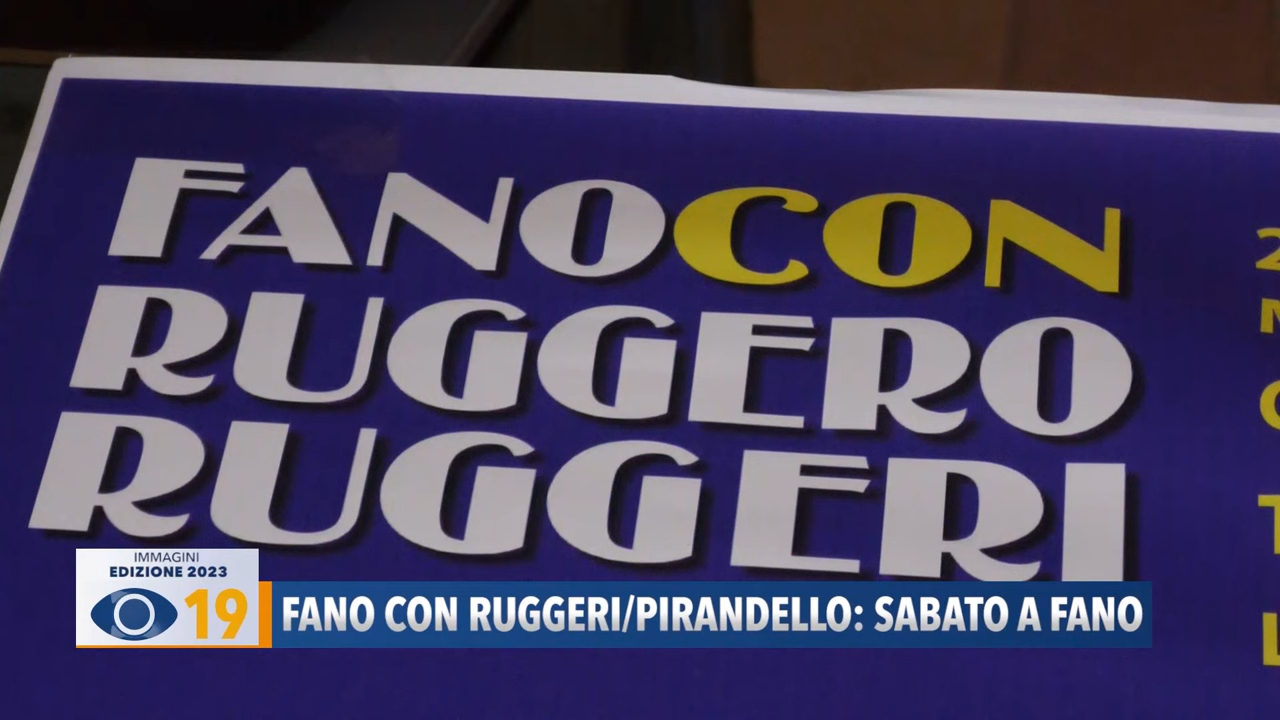 FANOCON
RUGGERO
RUGGERI
IMMAGINI
EDIZIONE 2023
19
FANO CON RUGGERI/PIRANDELLO: SABATO A FANO